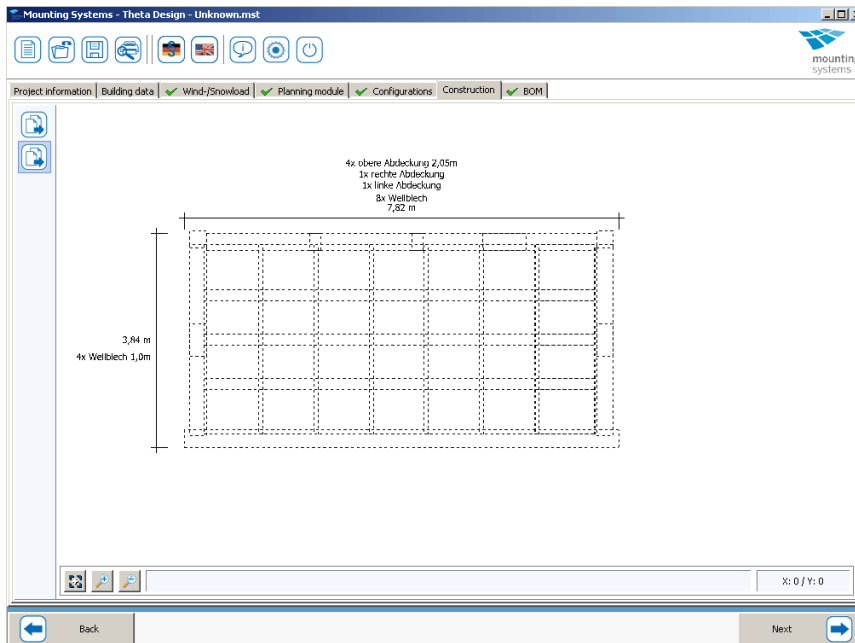 Mounting Systems - Theta Design - Unknown.mst
mounting
systems
Project information Building data Wind-/Snowload Planning module Configurations Construction BOM
4x obere Abdeckung 2,05m
1x rechte Abdeckung
1x linke Abdeckung
8x Wellblech
7,82 m
3,84 m
4x Wellblech 1,0m
X: 0 / Y: 0
Back Next